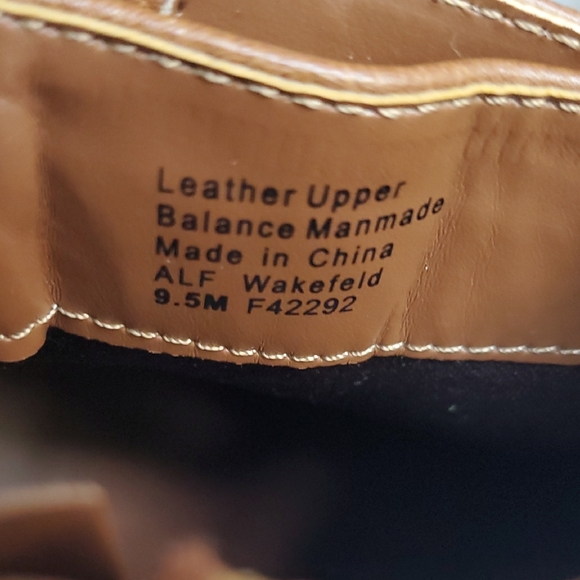 Leather Upper
Balance Manmade
Made in China
ALF Wakefeld
9.5M F42292